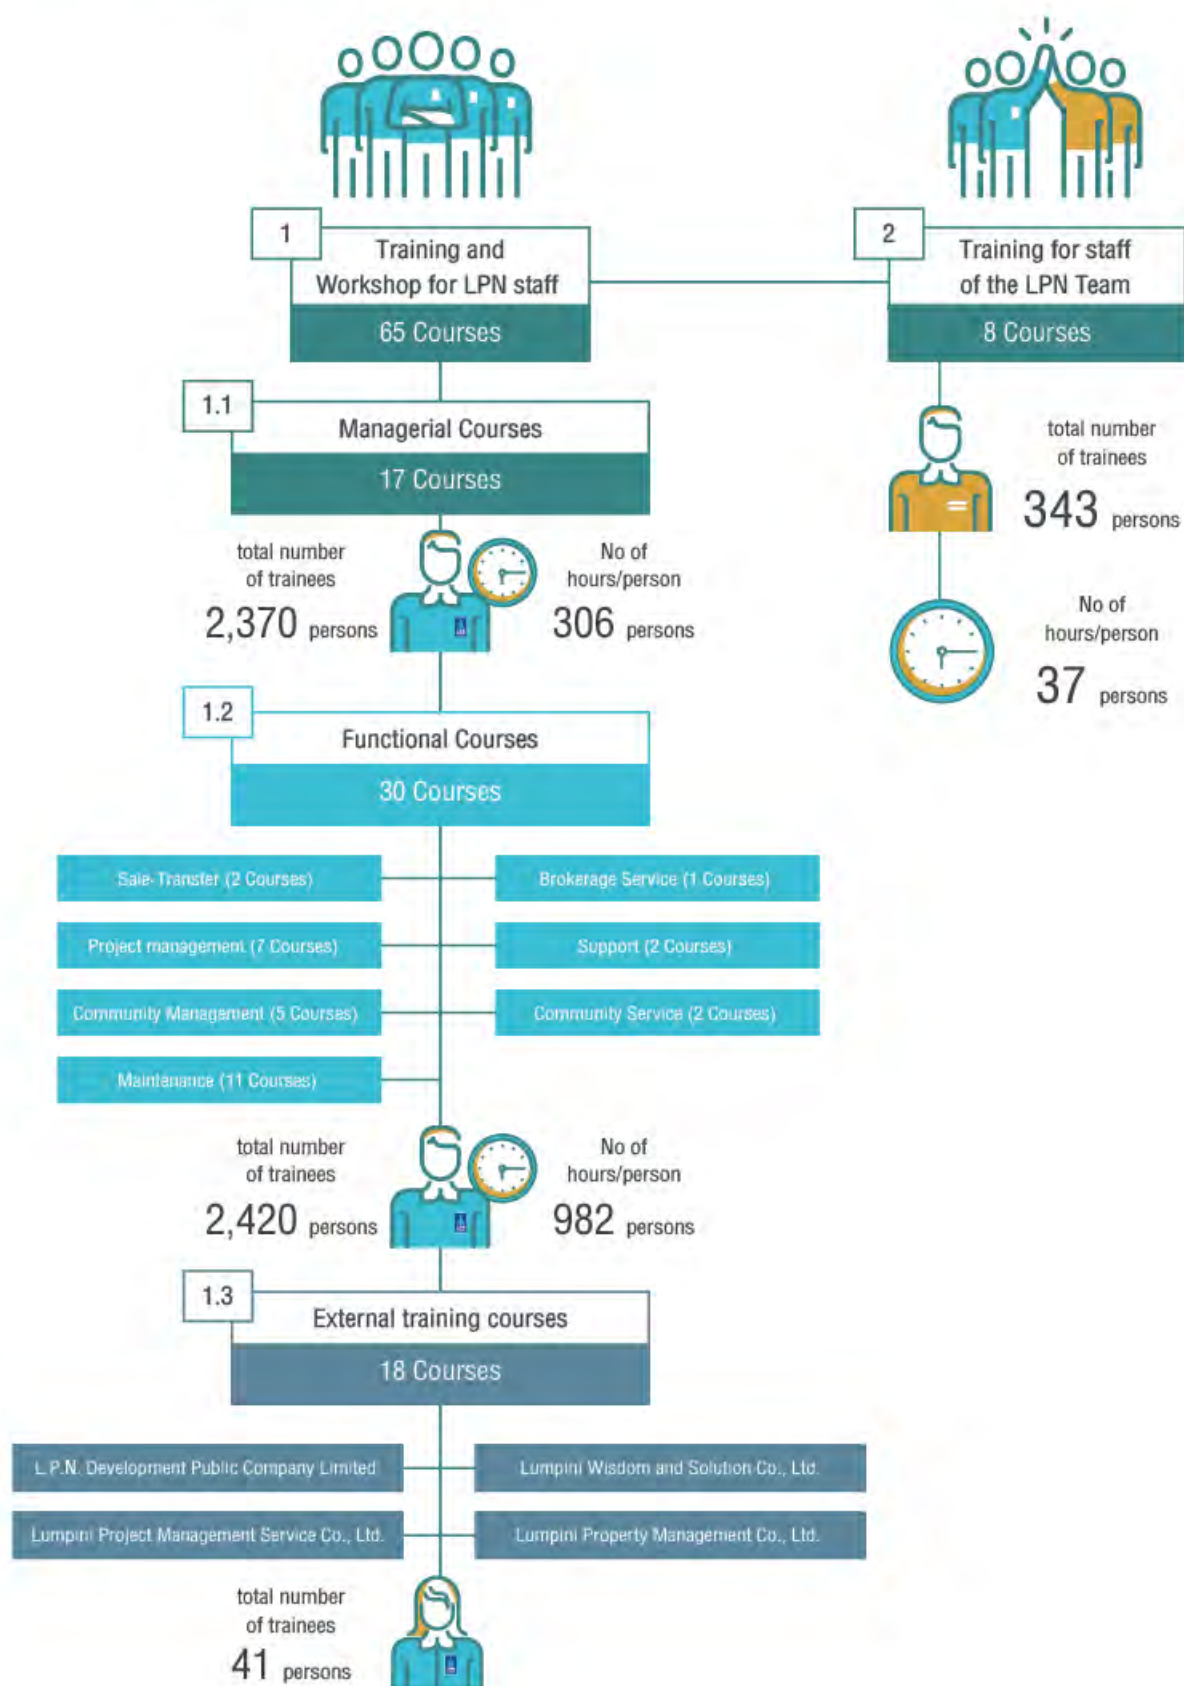 1
Training and
Workshop for LPN staff
65 Courses
2
Training for staff
of the LPN Team
8 Courses
total number
of trainees
343 persons
No of
hours/person
37 persons
1.1
Managerial Courses
17 Courses
total number
of trainees
2,370 persons
No of
hours/person
306 persons
1.2
Functional Courses
30 Courses
Sale-Transfer (2 Courses)
Brokerage Service (1 Courses)
Project management (7 Courses)
Support (2 Courses)
Community Management (5 Courses)
Community Service (2 Courses)
Maintenance (11 Courses)
total number
of trainees
2,420 persons
No of
hours/person
982 persons
1.3
External training courses
18 Courses
L.P.N. Development Public Company Limited
Lumpini Wisdom and Solution Co., Ltd.
Lumpini Project Management Service Co., Ltd.
Lumpini Property Management Co., Ltd.
total number
of trainees
41 persons